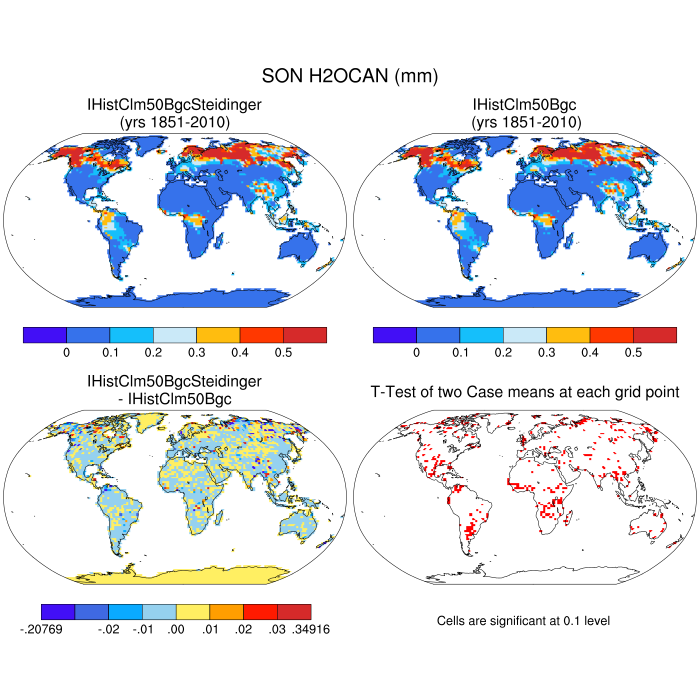 SON H2OCAN (mm)
IHistClm50BgcSteidinger
(yrs 1851-2010)
IHistClm50Bgc
(yrs 1851-2010)
0 0.1 0.2 0.3 0.4 0.5
0 0.1 0.2 0.3 0.4 0.5
IHistClm50BgcSteidinger
- IHistClm50Bgc
T-Test of two Case means at each grid point
-.20769 -.02 -.01 .00 .01 .02 .03 .34916
Cells are significant at 0.1 level